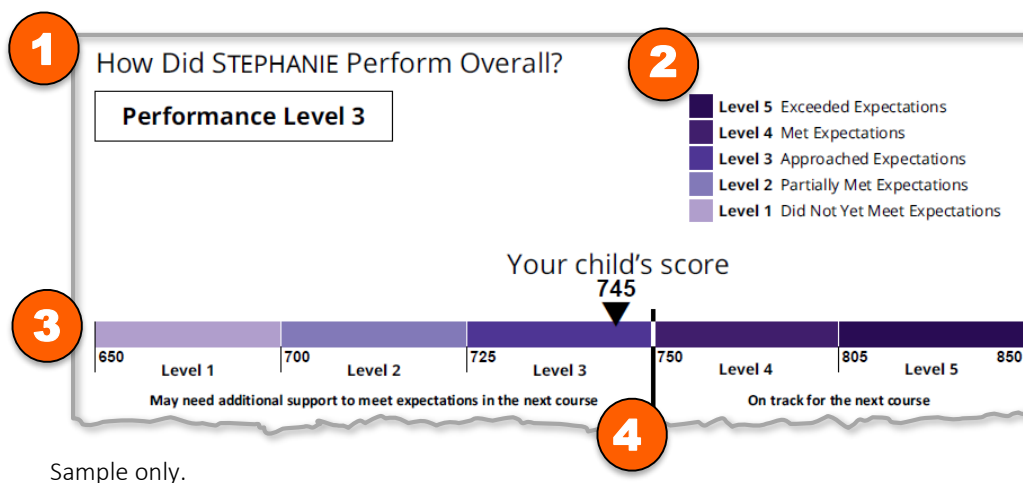 1
How Did STEPHANIE Perform Overall?
2
Performance Level 3
Level 5 Exceeded Expectations
Level 4 Met Expectations
Level 3 Approached Expectations
Level 2 Partially Met Expectations
Level 1 Did Not Yet Meet Expectations
Your child's score
745
3
650 700 725 750 805 850
Level 1 Level 2 Level 3 Level 4 Level 5
May need additional support to meet expectations in the next course On track for the next course
4
Sample only.